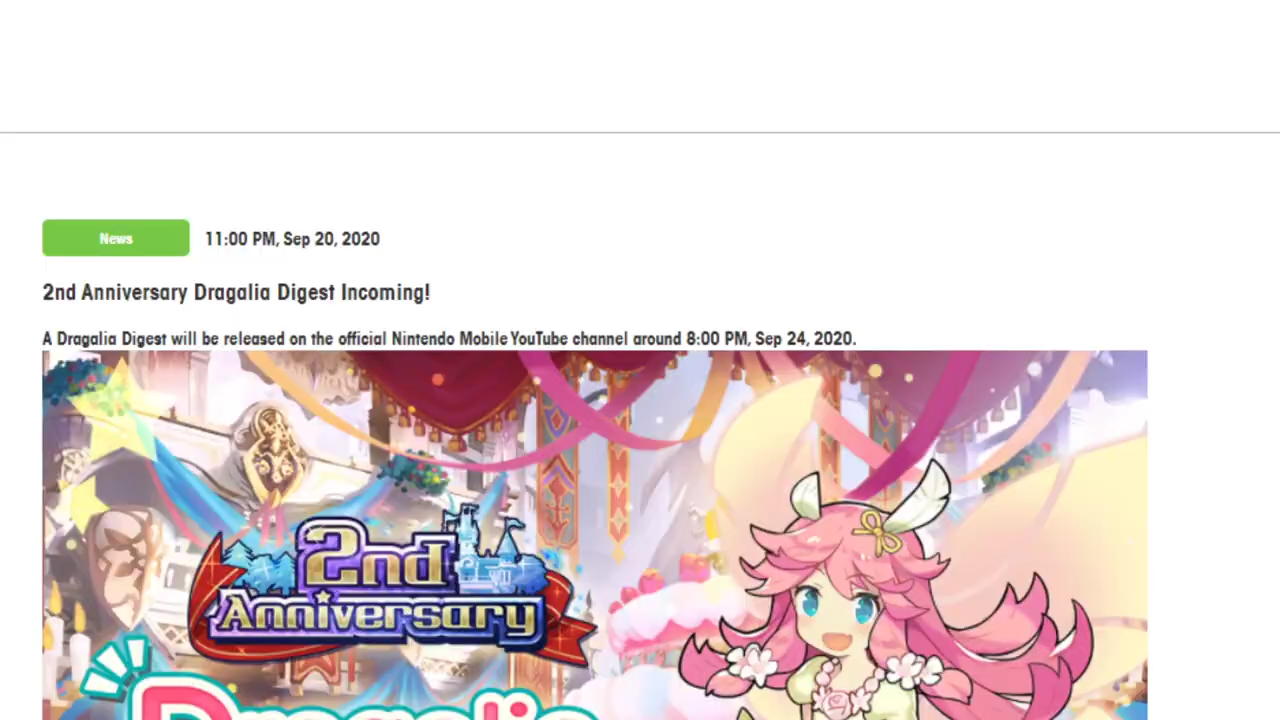 News
11:00 PM, Sep 20, 2020
2nd Anniversary Dragalia Digest Incoming!
A Dragalia Digest will be released on the official Nintendo Mobile YouTube channel around 8:00 PM, Sep 24, 2020.
2nd
Anniversary
Dragalia